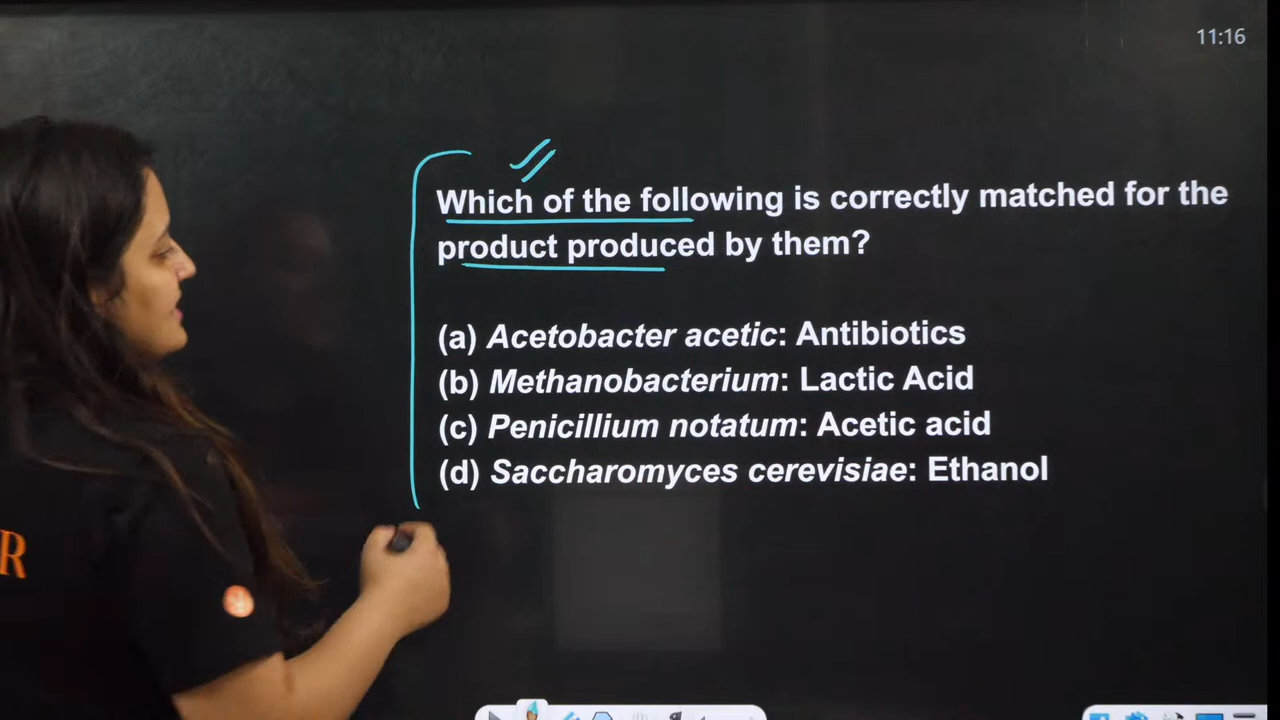 11:16
Which of the following is correctly matched for the
product produced by them?
(a) Acetobacter acetic: Antibiotics
(b) Methanobacterium: Lactic Acid
(c) Penicillium notatum: Acetic acid
(d) Saccharomyces cerevisiae: Ethanol
R